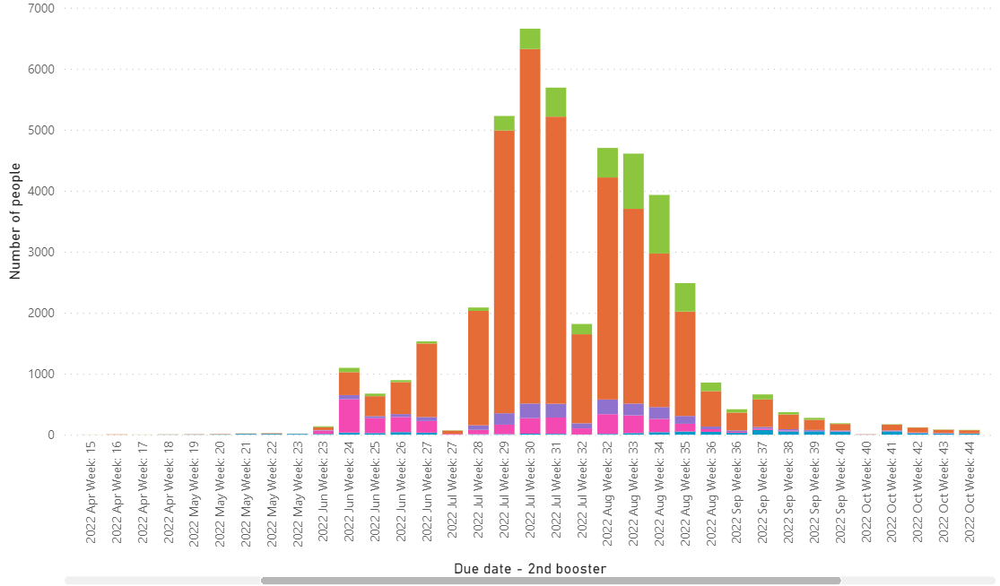 7000
6000
5000
4000
3000
2000
1000
0
Number of people
2022 Apr Week: 15
2022 Apr Week: 16
2022 Apr Week: 17
2022 Apr Week: 18
2022 May Week: 19
2022 May Week: 20
2022 May Week: 21
2022 May Week: 22
2022 May Week: 23
2022 Jun Week: 23
2022 Jun Week: 24
2022 Jun Week: 25
2022 Jun Week: 26
2022 Jun Week: 27
2022 Jul Week: 27
2022 Jul Week: 28
2022 Jul Week: 29
2022 Jul Week: 30
2022 Jul Week: 31
2022 Jul Week: 32
2022 Aug Week: 32
2022 Aug Week: 33
2022 Aug Week: 34
2022 Aug Week: 35
2022 Aug Week: 36
2022 Sep Week: 36
2022 Sep Week: 37
2022 Sep Week: 38
2022 Sep Week: 39
2022 Sep Week: 40
2022 Oct Week: 40
2022 Oct Week: 41
2022 Oct Week: 42
2022 Oct Week: 43
2022 Oct Week: 44
Due date - 2nd booster